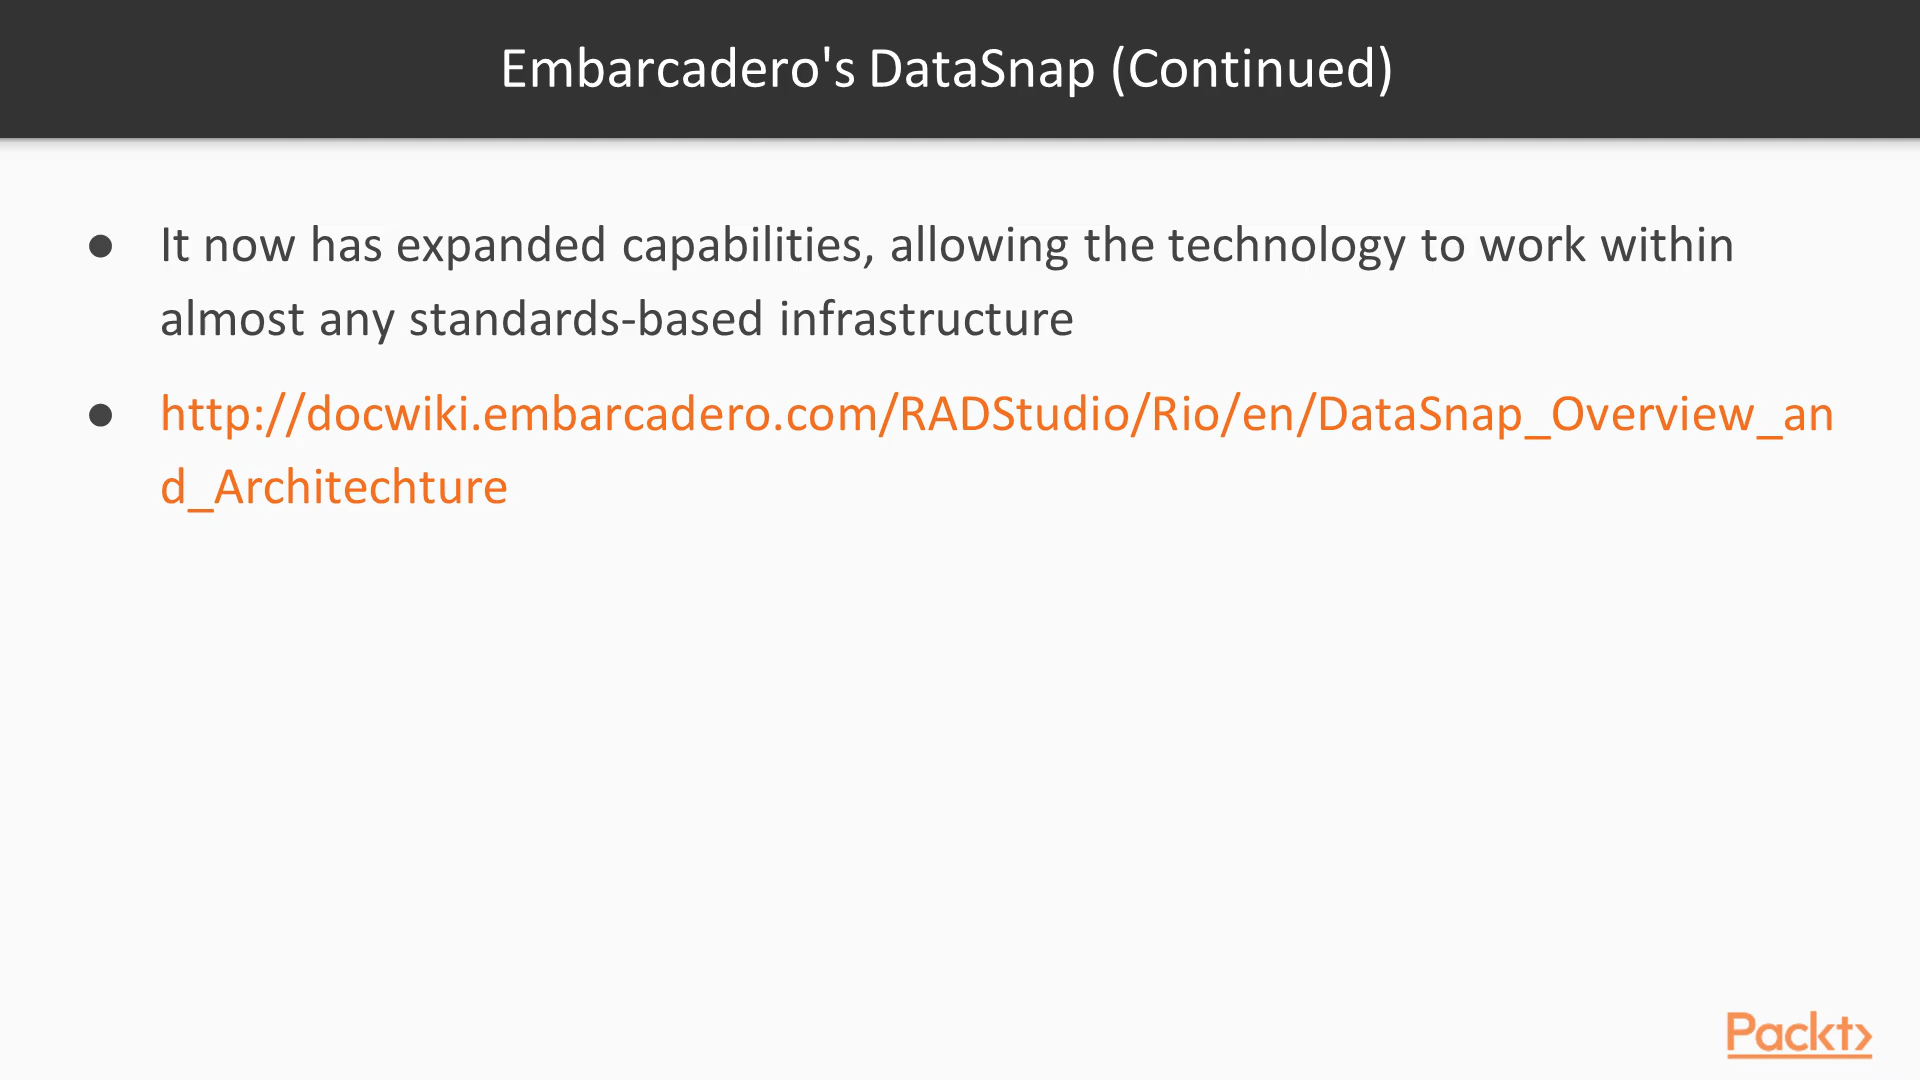 Embarcadero's DataSnap (Continued)
● It now has expanded capabilities, allowing the technology to work within
almost any standards-based infrastructure
● http://docwiki.embarcadero.com/RADStudio/Rio/en/DataSnap_Overview_an
d_Architechture
Packt>